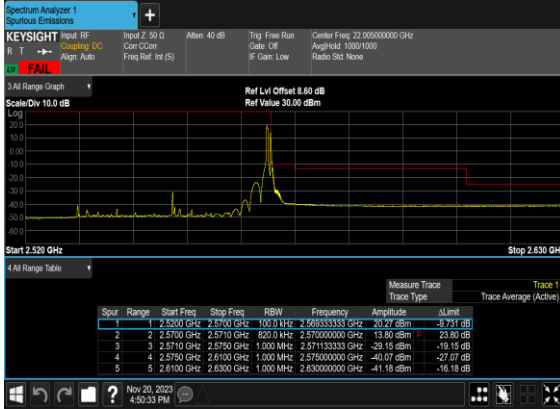 Spectrum Analyzer 1
Spurious Emissions
+
KEYSIGHT Input: RF Input Z: 50 Ω Atten: 40 dB Trig: Free Run Center Freq: 22.005000000 GHz
R T Coupling: DC Corr CCorr Gate: Off Avg|Hold: 1000/1000
Align: Auto Freq Ref: Int (S) IF Gain: Low Radio Std: None
FAIL
3 All Range Graph
Ref Lvl Offset 8.60 dB
Scale/Div 10.0 dB Ref Value 30.00 dBm
Log
20.0
10.0
0.00
-10.0
-20.0
-30.0
-40.0
-50.0
-60.0
Start 2.520 GHz Stop 2.630 GH
4 All Range Table
Measure Trace Trace 1
Trace Type Trace Average (Active)
Spur Range Start Freq Stop Freq RBW Frequency Amplitude ΔLimit
1 1 2.5200 GHz 2.5700 GHz 100.0 kHz 2.569333333 GHz 20.27 dBm -9.731 dB
2 2 2.5700 GHz 2.5710 GHz 820.0 kHz 2.570000000 GHz 13.80 dBm F 23.80 dB
3 3 2.5710 GHz 2.5750 GHz 1.000 MHz 2.571133333 GHz -29.15 dBm -19.15 dB
4 4 2.5750 GHz 2.6100 GHz 1.000 MHz 2.575000000 GHz -40.07 dBm -27.07 dB
5 5 2.6100 GHz 2.6300 GHz 1.000 MHz 2.630000000 GHz -41.18 dBm -16.18 dB
? Nov 20, 2023
4:50:33 PM